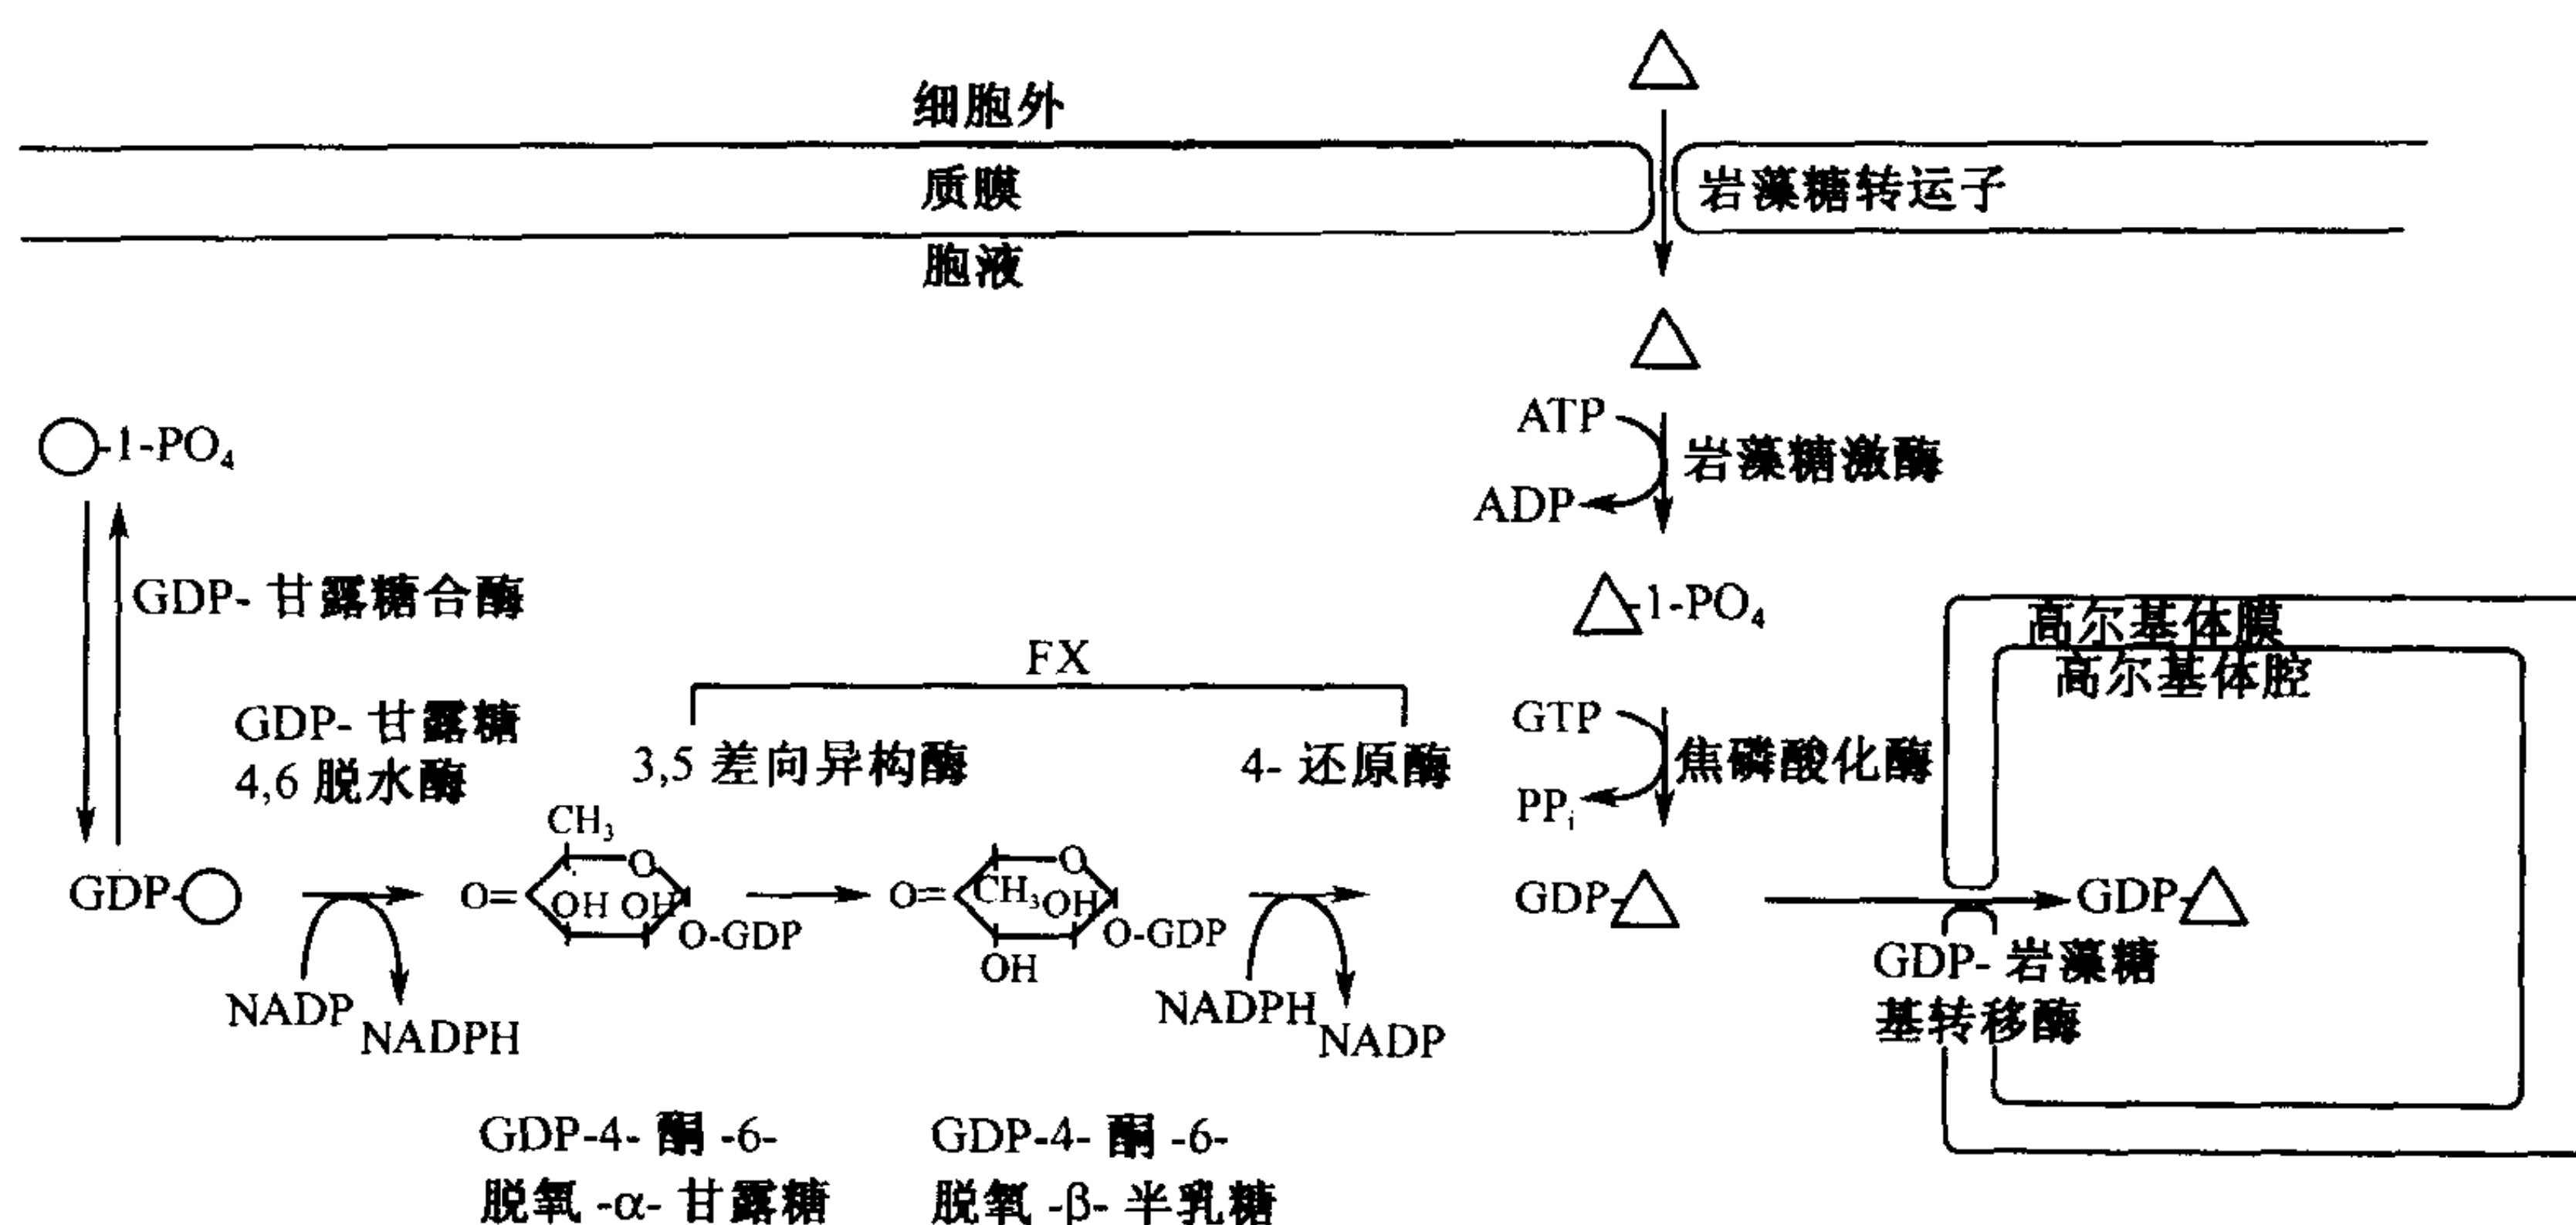 细胞外
质膜
岩藻糖转运子
胞液
ATP
岩藻糖激酶
ADP
-1-PO₄
GDP- 甘露糖合酶
-1-PO₄
高尔基体膜
高尔基体腔
FX
GDP- 甘露糖
4,6 脱水酶
3,5 差向异构酶
4- 还原酶
GTP
焦磷酸化酶
PPᵢ
CH₃
O
O=
OH OH
O-GDP
O
O=
CH₃
OH
O-GDP
OH
GDP-
GDP-
GDP-
GDP- 岩藻糖
基转移酶
NADP
NADPH
NADPH
NADP
GDP-4- 酮 -6-
脱氧 -α- 甘露糖
GDP-4- 酮 -6-
脱氧 -β- 半乳糖